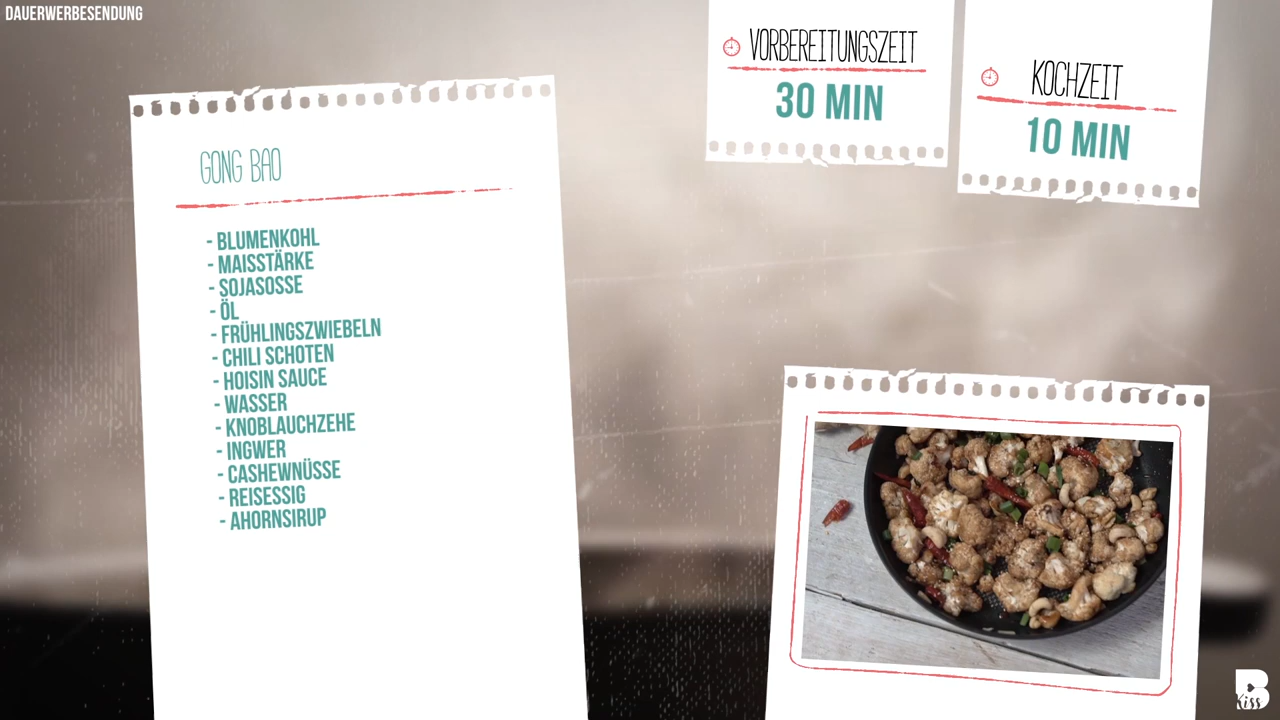 DAUERWERBESENDUNG
VORBEREITUNGSZEIT
30 MIN
KOCHZEIT
10 MIN
GONG BAO
- BLUMENKOHL
- MAISSTÄRKE
- SOJASOSSE
- ÖL
- FRÜHLINGSZWIEBELN
- CHILI SCHOTEN
- HOISIN SAUCE
- WASSER
- KNOBLAUCHZEHE
- INGWER
- CASHEWNÜSSE
- REISESSIG
- AHORNSIRUP
B
Kiss